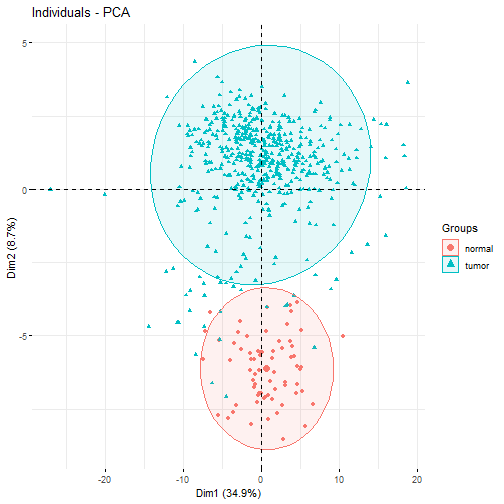 Individuals - PCA
5
0
-5
Dim2 (8.7%)
-20
-10
0
10
20
Dim1 (34.9%)
Groups
normal
tumor